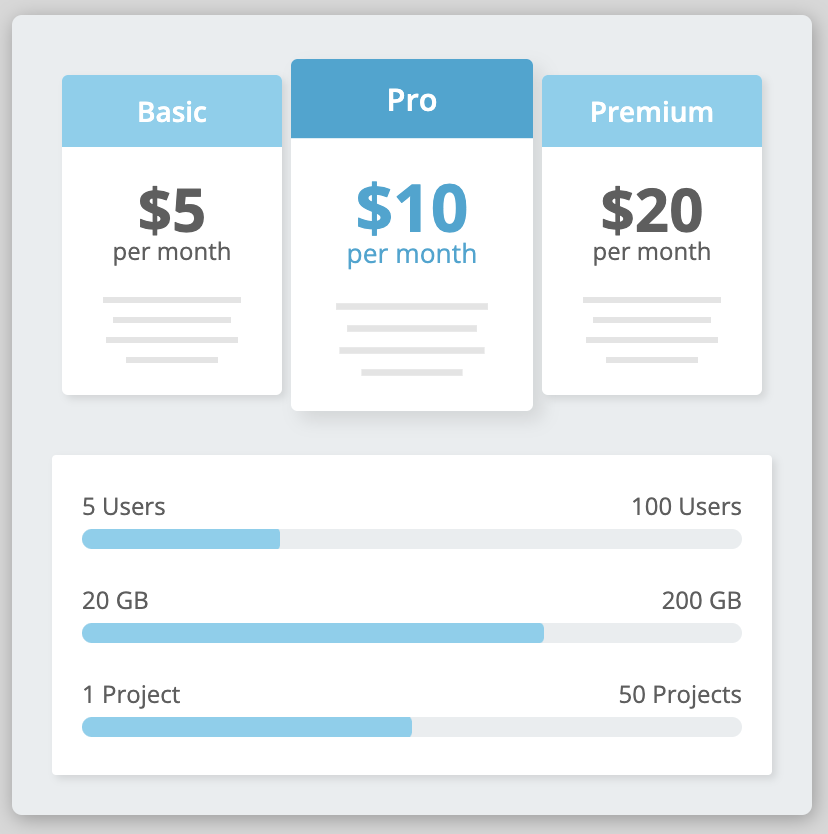 Basic
Pro
Premium
$5
per month
$10
per month
$20
per month
5 Users
100 Users
20 GB
200 GB
1 Project
50 Projects